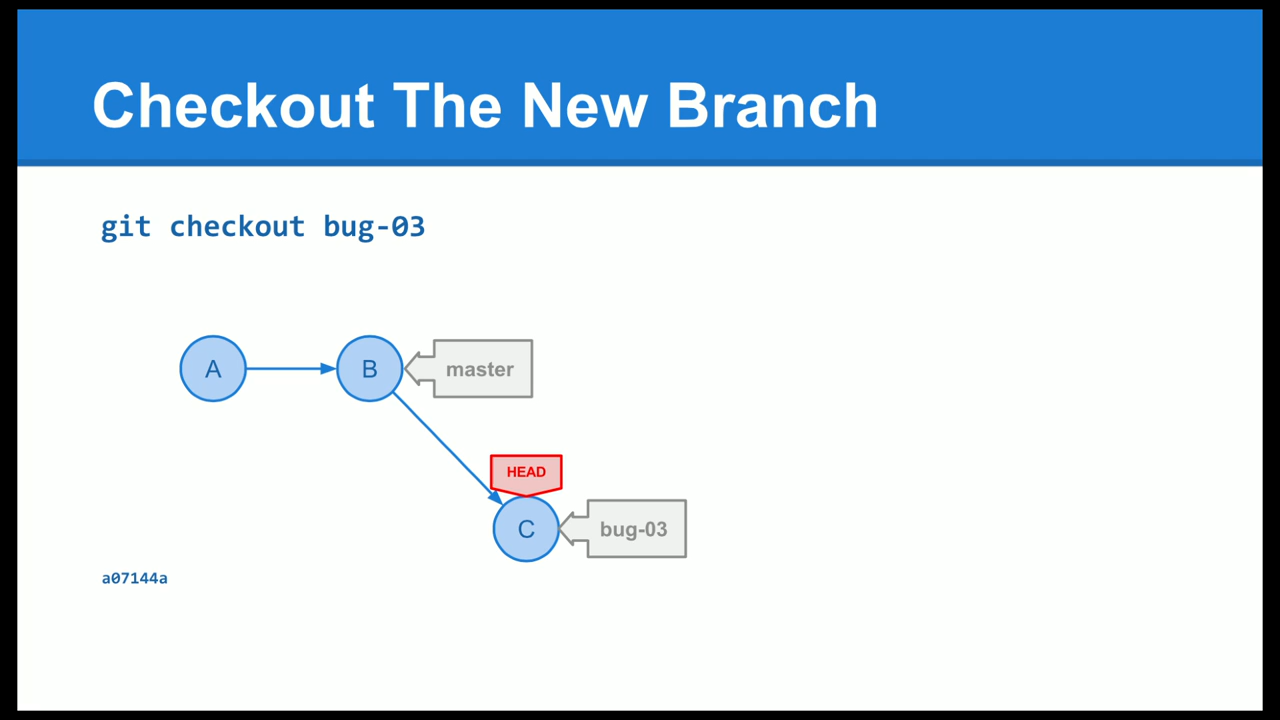 Checkout The New Branch
git checkout bug-03
A
B
master
HEAD
C
bug-03
a07144a